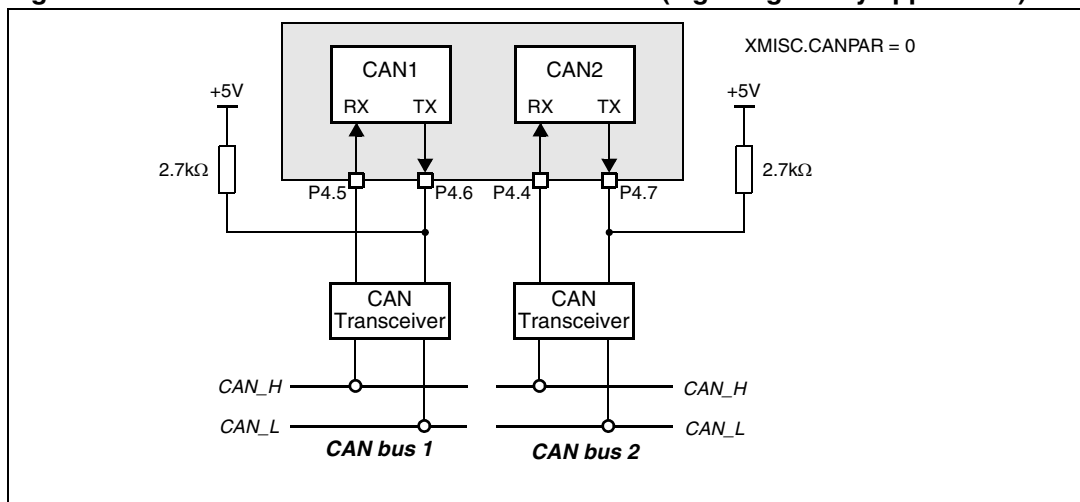 XMISC.CANPAR = 0
CAN1
CAN2
RX TX
RX TX
+5V
+5V
2.7kΩ
2.7kΩ
P4.5
P4.6
P4.4
P4.7
CAN
Transceiver
CAN
Transceiver
CAN_H
CAN_H
CAN_L
CAN_L
CAN bus 1
CAN bus 2